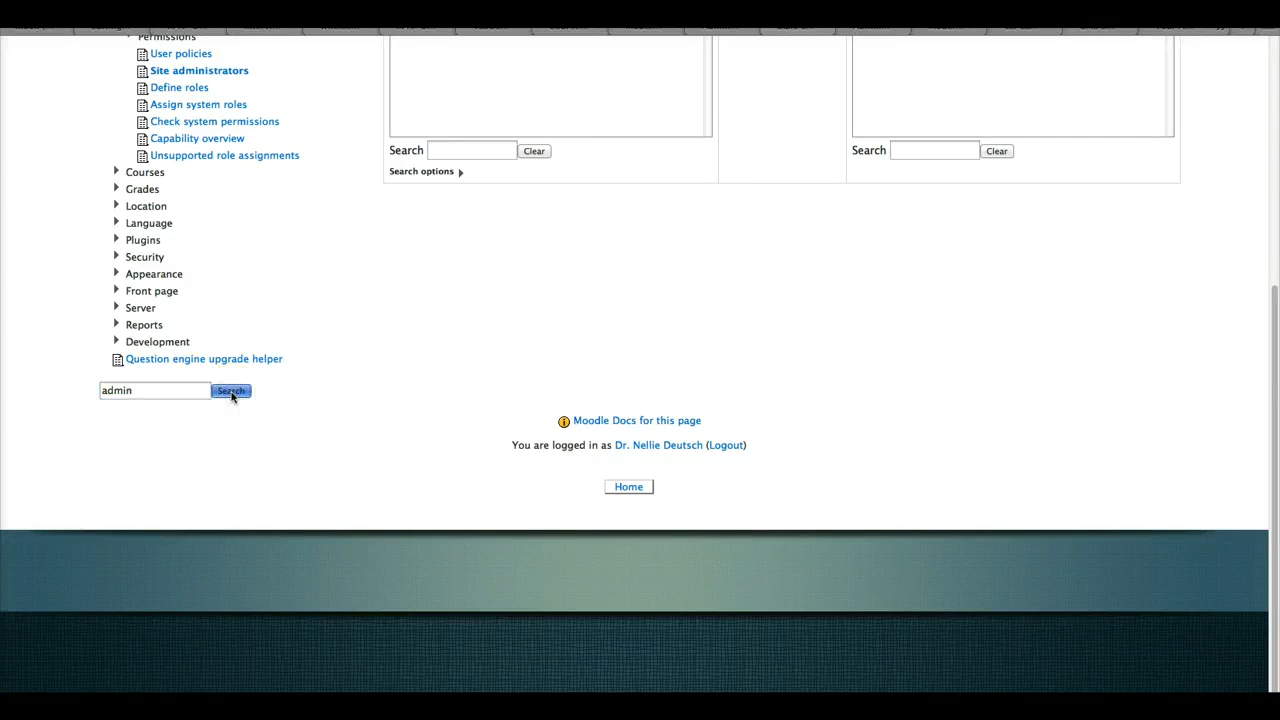 Permissions
User policies
Site administrators
Define roles
Assign system roles
Check system permissions
Capability overview
Unsupported role assignments
Courses
Grades
Location
Language
Plugins
Security
Appearance
Front page
Server
Reports
Development
Question engine upgrade helper
admin Search
Search Clear
Search options
Search Clear
Moodle Docs for this page
You are logged in as Dr. Nellie Deutsch (Logout)
Home